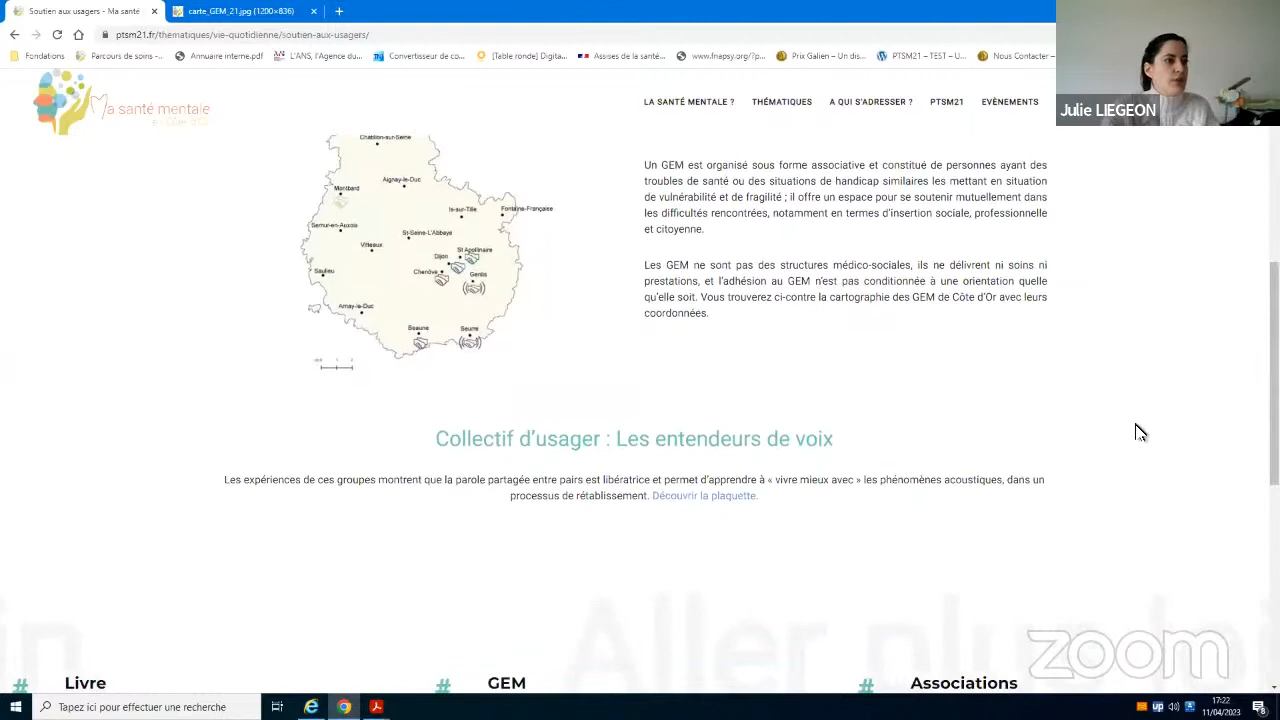 Soutien aux usagers - Ma santé
carte_GEM_21.jpg (1200×836)
ptsm21.fr/thematiques/vie-quotidienne/soutien-aux-usagers/
Fondations
Parcours de soins -...
Annuaire interne.pdf
L'ANS, l'Agence du...
Convertisseur de co...
[Table ronde] Digita...
Assises de la santé...
www.fnapsy.org/?p...
Prix Galien – Un dis...
PTSM21 – TEST – U...
Nous Contacter –
Ma santé mentale
LA SANTÉ MENTALE ?
THÉMATIQUES
A QUI S'ADRESSER ?
PTSM21
EVÈNEMENTS
Julie LIEGEON
Châtillon-sur-Seine
Aignay-le-Duc
Montbard
Is-sur-Tille
Fontaine-Française
Semur-en-Auxois
St-Seine-L'Abbaye
Vitteaux
St Apollinaire
Dijon
Saulieu
Chenôve
Genlis
Arnay-le-Duc
Beaune
Seurre
Un GEM est organisé sous forme associative et constitué de personnes ayant des
troubles de santé ou des situations de handicap similaires les mettant en situation
de vulnérabilité et de fragilité ; il offre un espace pour se soutenir mutuellement dans
les difficultés rencontrées, notamment en termes d'insertion sociale, professionnelle
et citoyenne.
Les GEM ne sont pas des structures médico-sociales, ils ne délivrent ni soins ni
prestations, et l'adhésion au GEM n'est pas conditionnée à une orientation quelle
qu'elle soit. Vous trouverez ci-contre la cartographie des GEM de Côte d'Or avec leurs
coordonnées.
Collectif d'usager : Les entendeurs de voix
Les expériences de ces groupes montrent que la parole partagée entre pairs est libératrice et permet d'apprendre à « vivre mieux avec » les phénomènes acoustiques, dans un
processus de rétablissement. Découvrir la plaquette.
Aller plus
zoom
# Livre
# GEM
# Associations
Tapez ici pour effectuer une recherche
17:22
11/04/2023